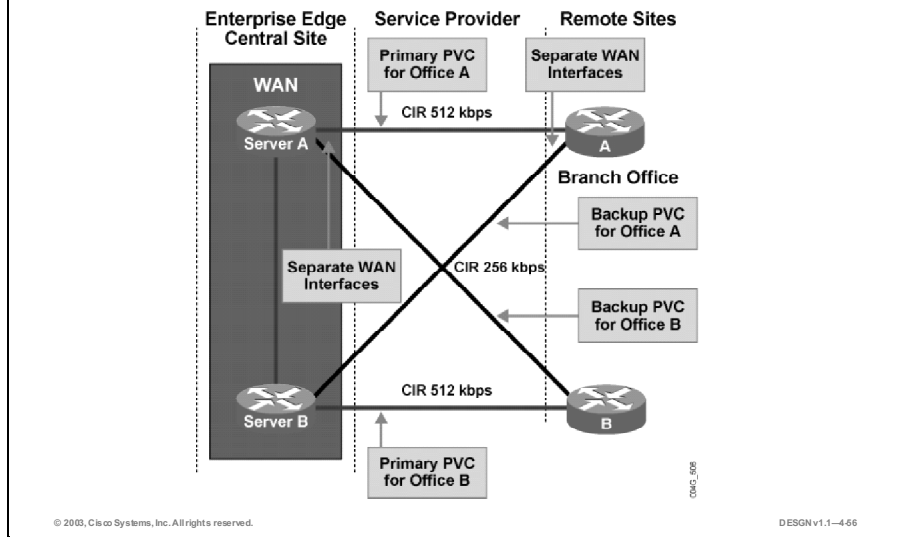 Enterprise Edge
Central Site
Service Provider
Remote Sites
Primary PVC
for Office A
Separate WAN
Interfaces
WAN
CIR 512 kbps
Server A
A
Branch Office
Backup PVC
for Office A
Separate WAN
Interfaces
CIR 256 kbps
Backup PVC
for Office B
CIR 512 kbps
Server B
B
Primary PVC
for Office B
© 2003, Cisco Systems, Inc. All rights reserved.
DESGN v1.1—4-56